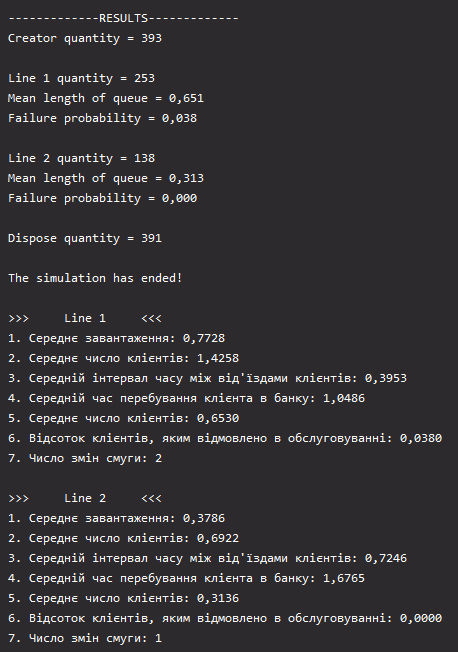 -------------RESULTS-------------
Creator quantity = 393
Line 1 quantity = 253
Mean length of queue = 0,651
Failure probability = 0,038
Line 2 quantity = 138
Mean length of queue = 0,313
Failure probability = 0,000
Dispose quantity = 391
The simulation has ended!
>>>     Line 1     <<<
1. Середнє завантаження: 0,7728
2. Середнє число клієнтів: 1,4258
3. Середній інтервал часу між від'їздами клієнтів: 0,3953
4. Середній час перебування клієнта в банку: 1,0486
5. Середнє число клієнтів: 0,6530
6. Відсоток клієнтів, яким відмовлено в обслуговуванні: 0,0380
7. Число змін смуги: 2
>>>     Line 2     <<<
1. Середнє завантаження: 0,3786
2. Середнє число клієнтів: 0,6922
3. Середній інтервал часу між від'їздами клієнтів: 0,7246
4. Середній час перебування клієнта в банку: 1,6765
5. Середнє число клієнтів: 0,3136
6. Відсоток клієнтів, яким відмовлено в обслуговуванні: 0,0000
7. Число змін смуги: 1